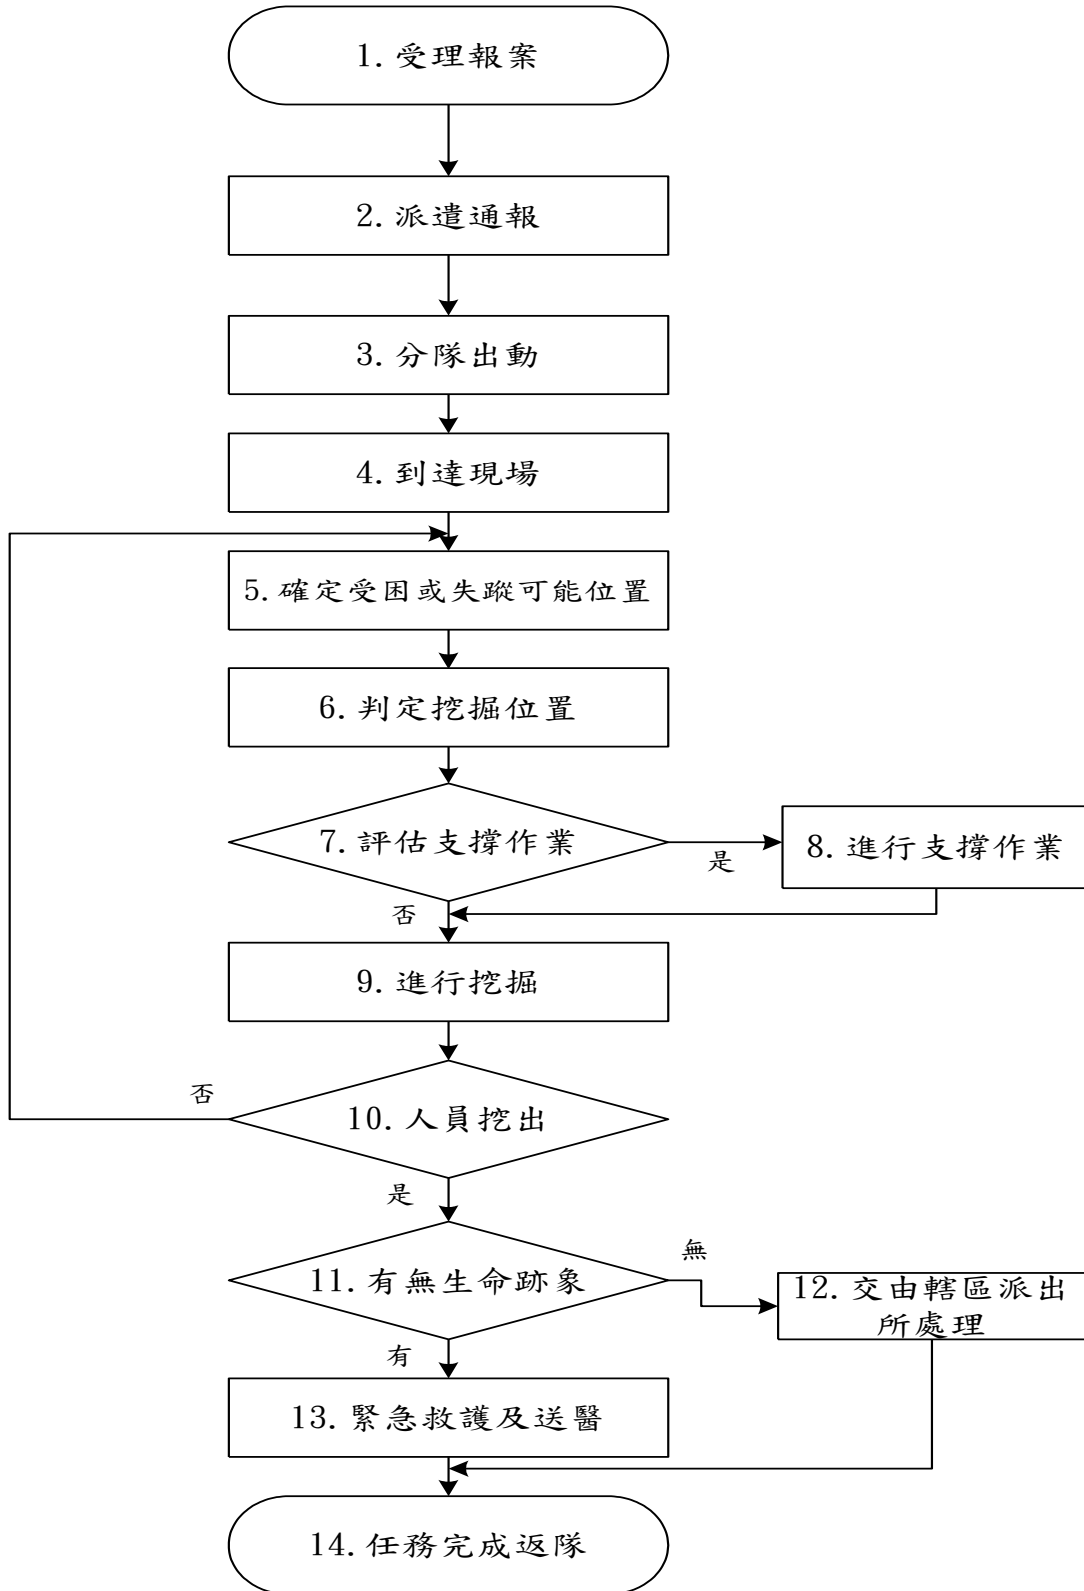 1. 受理報案
2. 派遣通報
3. 分隊出動
4. 到達現場
5. 確定受困或失蹤可能位置
6. 判定挖掘位置
7. 評估支撐作業
是
8. 進行支撐作業
否
9. 進行挖掘
否
10. 人員挖出
是
11. 有無生命跡象
無
12. 交由轄區派出
所處理
有
13. 緊急救護及送醫
14. 任務完成返隊